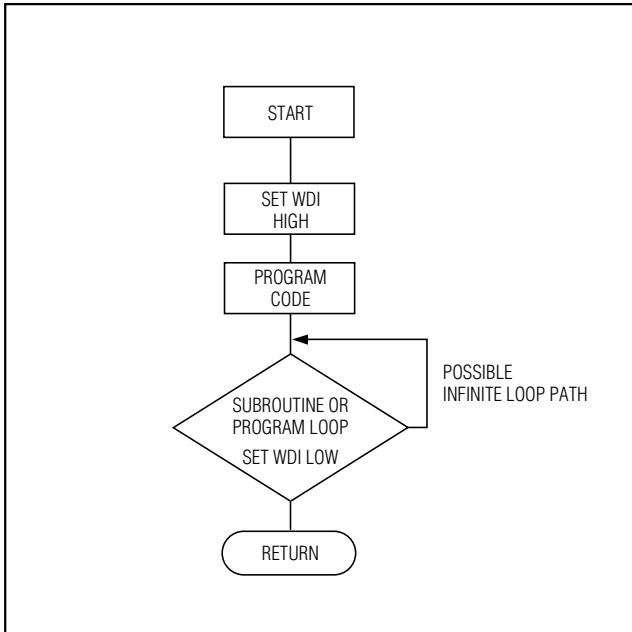 START
SET WDI
HIGH
PROGRAM
CODE
POSSIBLE
INFINITE LOOP PATH
SUBROUTINE OR
PROGRAM LOOP
SET WDI LOW
RETURN